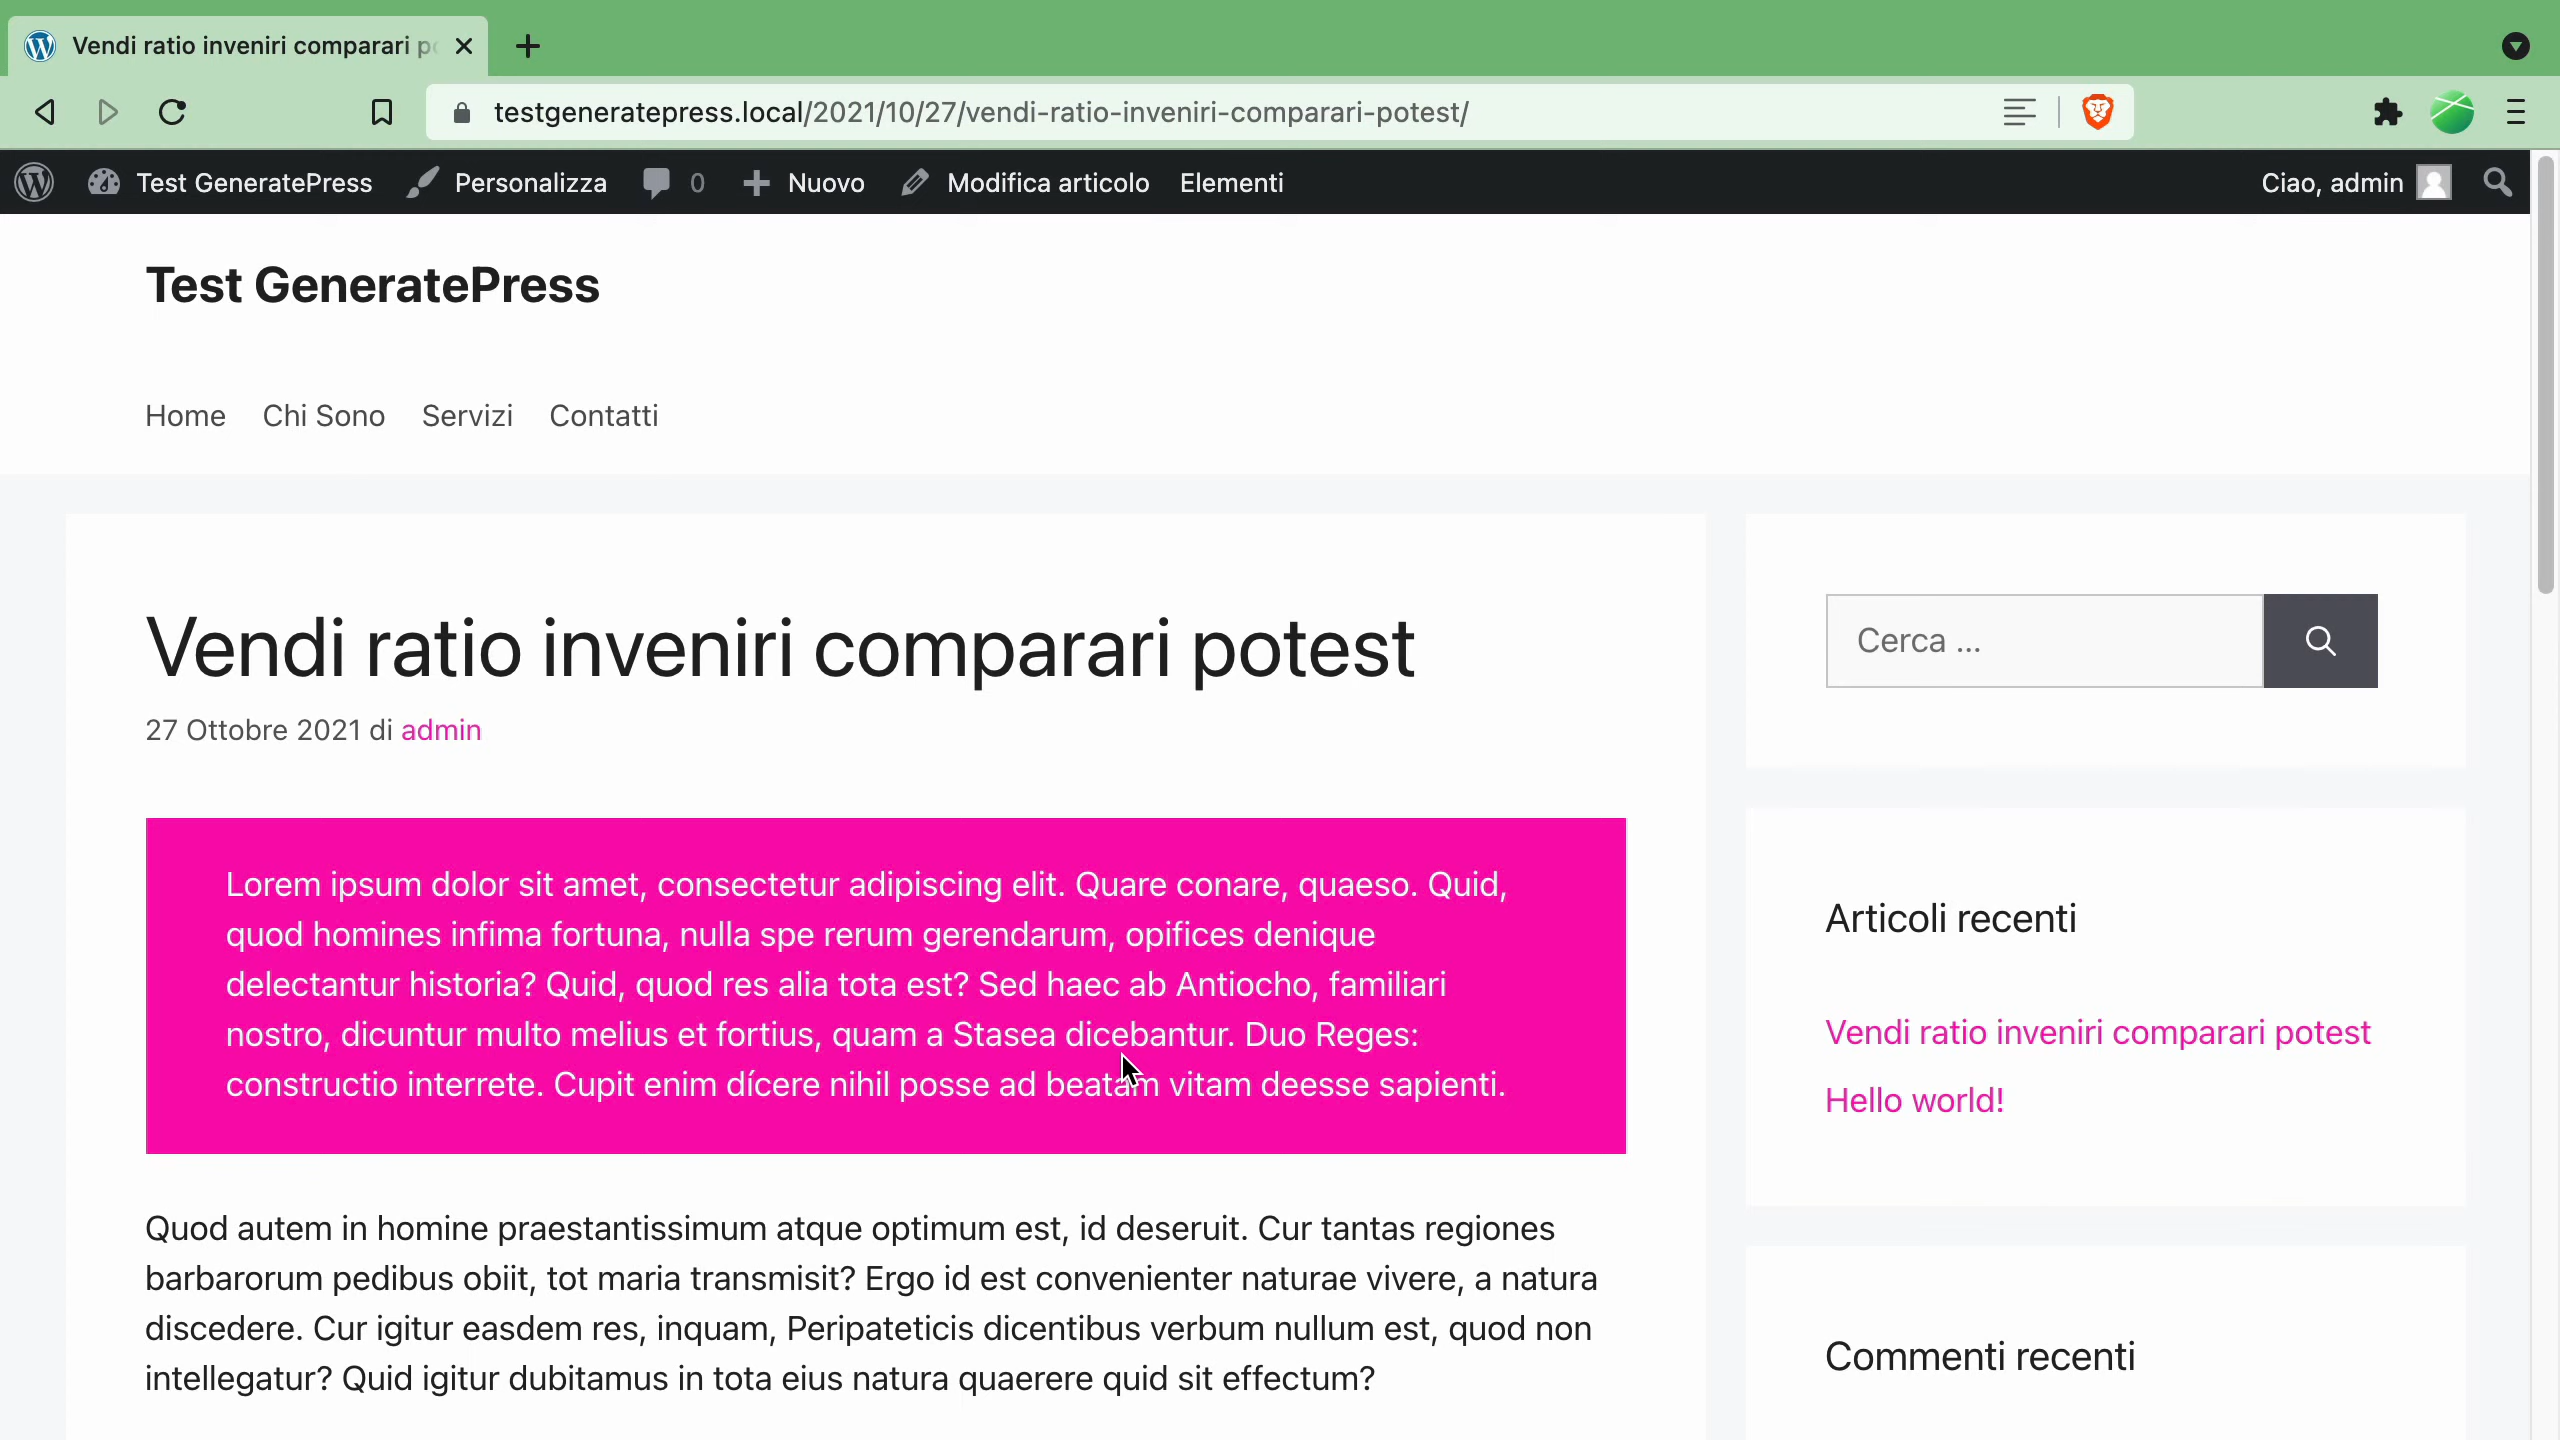 Vendi ratio inveniri comparari
testgeneratepress.local/2021/10/27/vendi-ratio-inveniri-comparari-potest/
Test GeneratePress Personalizza 0 Nuovo Modifica articolo Elementi Ciao, admin
Test GeneratePress
Home Chi Sono Servizi Contatti
Vendi ratio inveniri comparari potest
27 Ottobre 2021 di admin
Lorem ipsum dolor sit amet, consectetur adipiscing elit. Quare conare, quaeso. Quid,
quod homines infima fortuna, nulla spe rerum gerendarum, opifices denique
delectantur historia? Quid, quod res alia tota est? Sed haec ab Antiocho, familiari
nostro, dicuntur multo melius et fortius, quam a Stasea dicebantur. Duo Reges:
constructio interrete. Cupit enim dícere nihil posse ad beatam vitam deesse sapienti.
Quod autem in homine praestantissimum atque optimum est, id deseruit. Cur tantas regiones
barbarorum pedibus obiit, tot maria transmisit? Ergo id est convenienter naturae vivere, a natura
discedere. Cur igitur easdem res, inquam, Peripateticis dicentibus verbum nullum est, quod non
intellegatur? Quid igitur dubitamus in tota eius natura quaerere quid sit effectum?
Cerca ...
Articoli recenti
Vendi ratio inveniri comparari potest
Hello world!
Commenti recenti